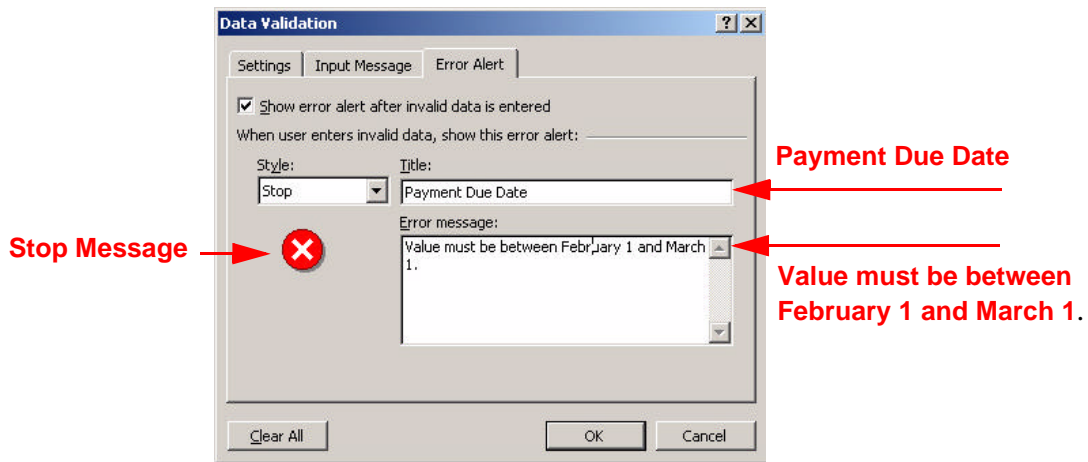 Data Validation
Settings
Input Message
Error Alert
Show error alert after invalid data is entered
When user enters invalid data, show this error alert:
Style:
Title:
Stop
Payment Due Date
Payment Due Date
Error message:
Stop Message
Value must be between February 1 and March
1.
Value must be between
February 1 and March 1.
Clear All
OK
Cancel